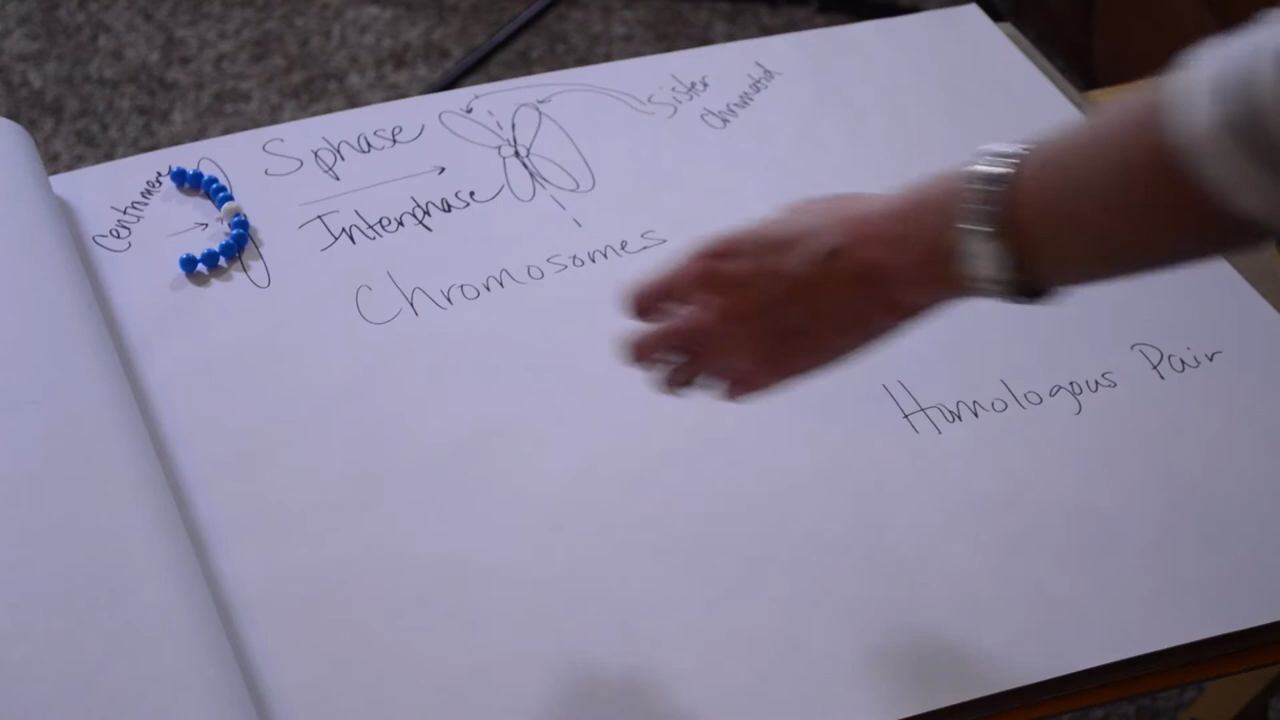 Centromere
S phase
Interphase
Sister
chromatid
Chromosomes
Homologous Pair